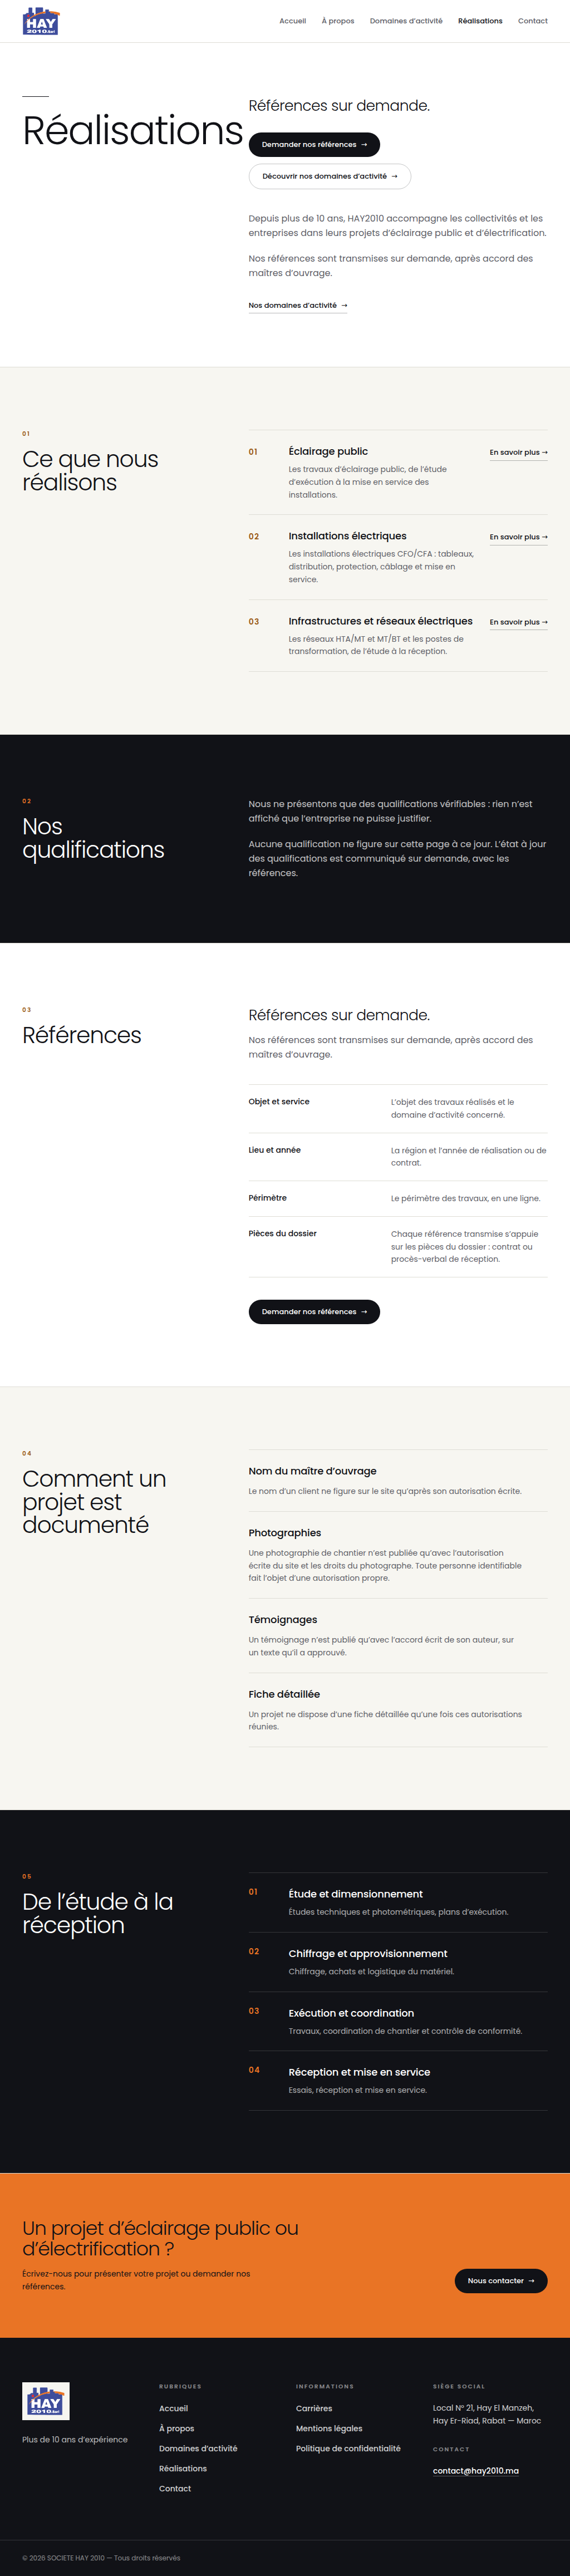 HAY
2010.sarl
Accueil
À propos
Domaines d’activité
Réalisations
Contact
Réalisations
Références sur demande.
Demander nos références →
Découvrir nos domaines d’activité →
Depuis plus de 10 ans, HAY2010 accompagne les collectivités et les
entreprises dans leurs projets d’éclairage public et d’électrification.
Nos références sont transmises sur demande, après accord des
maîtres d’ouvrage.
Nos domaines d’activité →
01
Ce que nous
réalisons
01
Éclairage public
Les travaux d’éclairage public, de l’étude
d’exécution à la mise en service des
installations.
En savoir plus →
02
Installations électriques
Les installations électriques CFO/CFA : tableaux,
distribution, protection, câblage et mise en
service.
En savoir plus →
03
Infrastructures et réseaux électriques
Les réseaux HTA/MT et MT/BT et les postes de
transformation, de l’étude à la réception.
En savoir plus →
02
Nos
qualifications
Nous ne présentons que des qualifications vérifiables : rien n’est
affiché que l’entreprise ne puisse justifier.
Aucune qualification ne figure sur cette page à ce jour. L’état à jour
des qualifications est communiqué sur demande, avec les
références.
03
Références
Références sur demande.
Nos références sont transmises sur demande, après accord des
maîtres d’ouvrage.
Objet et service
L’objet des travaux réalisés et le
domaine d’activité concerné.
Lieu et année
La région et l’année de réalisation ou de
contrat.
Périmètre
Le périmètre des travaux, en une ligne.
Pièces du dossier
Chaque référence transmise s’appuie
sur les pièces du dossier : contrat ou
procès-verbal de réception.
Demander nos références →
04
Comment un
projet est
documenté
Nom du maître d’ouvrage
Le nom d’un client ne figure sur le site qu’après son autorisation écrite.
Photographies
Une photographie de chantier n’est publiée qu’avec l’autorisation
écrite du site et les droits du photographe. Toute personne identifiable
fait l’objet d’une autorisation propre.
Témoignages
Un témoignage n’est publié qu’avec l’accord écrit de son auteur, sur
un texte qu’il a approuvé.
Fiche détaillée
Un projet ne dispose d’une fiche détaillée qu’une fois ces autorisations
réunies.
05
De l’étude à la
réception
01
Étude et dimensionnement
Études techniques et photométriques, plans d’exécution.
02
Chiffrage et approvisionnement
Chiffrage, achats et logistique du matériel.
03
Exécution et coordination
Travaux, coordination de chantier et contrôle de conformité.
04
Réception et mise en service
Essais, réception et mise en service.
Un projet d’éclairage public ou
d’électrification ?
Écrivez-nous pour présenter votre projet ou demander nos
références.
Nous contacter →
HAY
Plus de 10 ans d’expérience
RUBRIQUES
Accueil
À propos
Domaines d’activité
Réalisations
Contact
INFORMATIONS
Carrières
Mentions légales
Politique de confidentialité
SIÈGE SOCIAL
Local N° 21, Hay El Manzeh,
Hay Er-Riad, Rabat — Maroc
CONTACT
contact@hay2010.ma
© 2026 SOCIETE HAY 2010 — Tous droits réservés